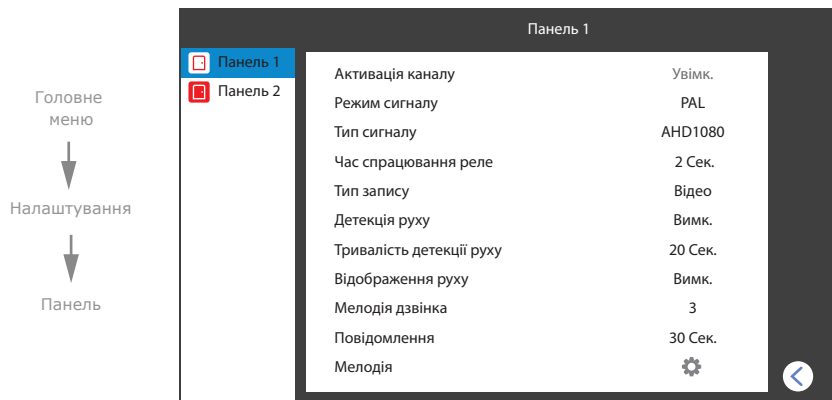 Головне
меню
Налаштування
Панель
Панель 1
Панель 1
Панель 2
Активація каналу Увімк.
Режим сигналу PAL
Тип сигналу AHD1080
Час спрацювання реле 2 Сек.
Тип запису Відео
Детекція руху Вимк.
Тривалість детекції руху 20 Сек.
Відображення руху Вимк.
Мелодія дзвінка 3
Повідомлення 30 Сек.
Мелодія